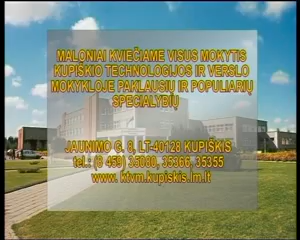 MALONIAI KVIEČIAME VISUS MOKYTIS
KUPIŠKIO TECHNOLOGIJOS IR VERSLO
MOKYKLOJE PAKLAUSIŲ IR POPULIARIŲ
SPECIALYBIŲ
JAUNIMO G. 8, LT-40128 KUPIŠKIS
tel.: (8 459) 35080, 35366, 35355
www.ktvm.kupiskis.lm.lt